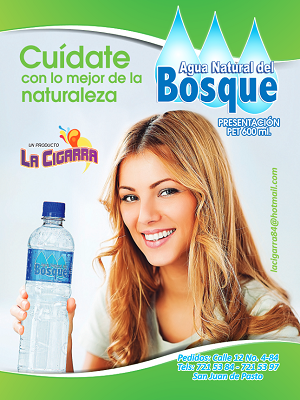 Cuídate
con lo mejor de la
naturaleza
Agua Natural del
Bosque
PRESENTACIÓN
PET 600 ml.
UN PRODUCTO
LA CIGARRA
lacigarra84@hotmail.com
Bosque
Pedidos: Calle 12 No. 4-84
Tels.: 721 53 84 - 721 53 97
San Juan de Pasto